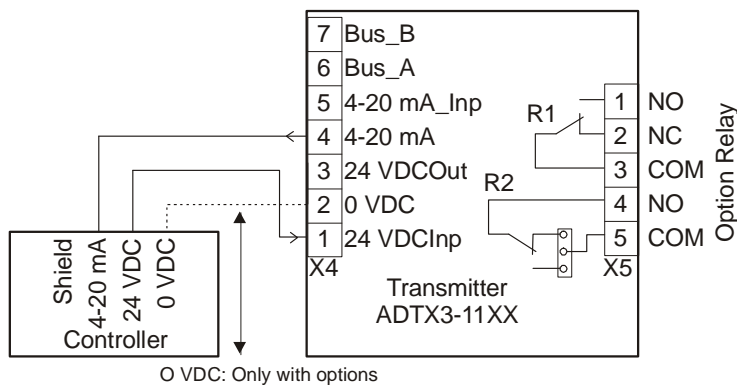 7 Bus_B
6 Bus_A
5 4-20 mA_Inp
4 4-20 mA
3 24 VDCOut
2 0 VDC
1 24 VDCInp
X4
R1
R2
1 NO
2 NC
3 COM
4 NO
5 COM
X5
Option Relay
Transmitter
ADTX3-11XX
Shield
4-20 mA
24 VDC
0 VDC
Controller
O VDC: Only with options